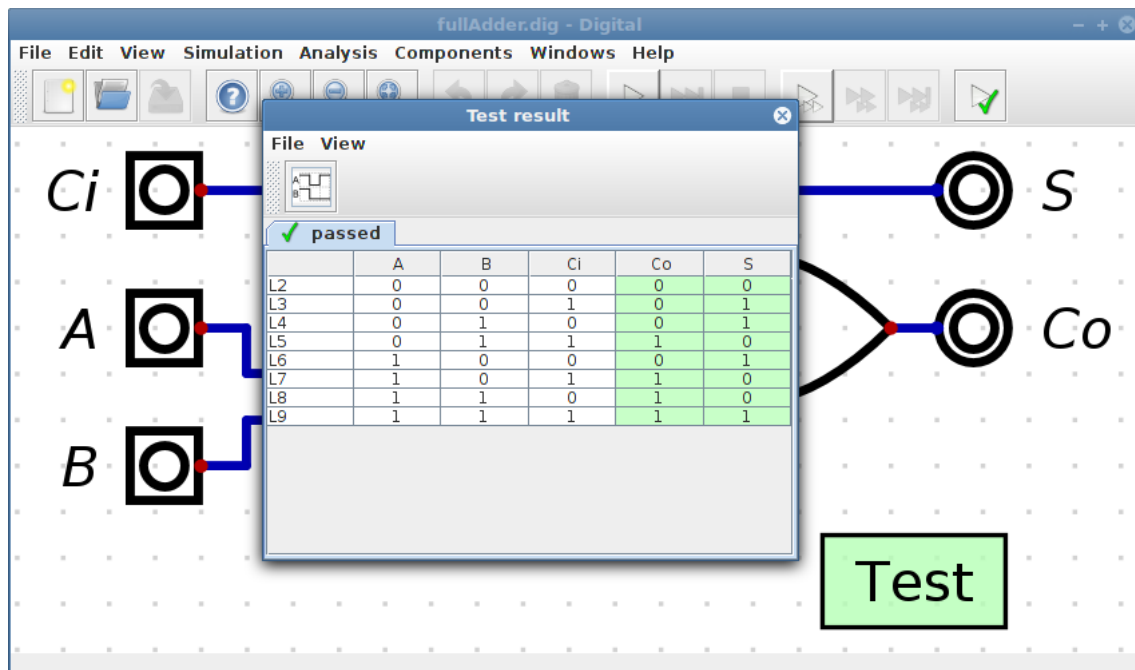 fullAdder.dig - Digital
File Edit View Simulation Analysis Components Windows Help
?
Test result
File View
A
B
passed
A B Ci Co S
L2 0 0 0 0 0
L3 0 0 1 0 1
L4 0 1 0 0 1
L5 0 1 1 1 0
L6 1 0 0 0 1
L7 1 0 1 1 0
L8 1 1 0 1 0
L9 1 1 1 1 1
Ci
S
A
Co
B
Test